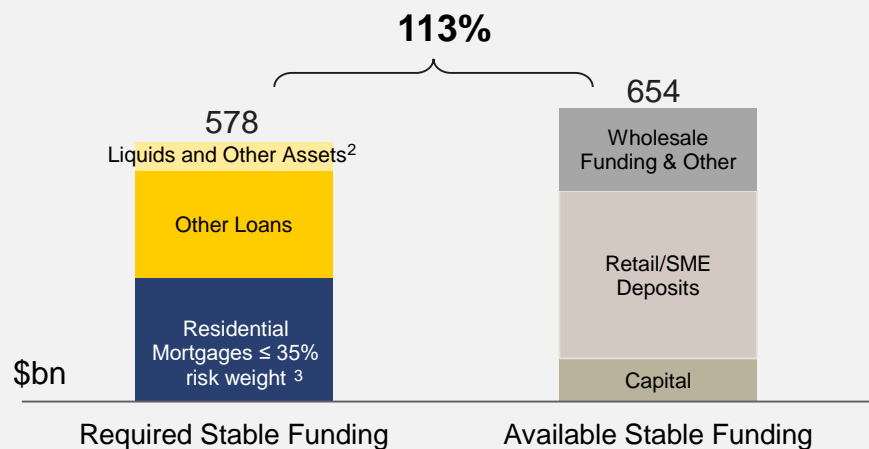 113%
578
Liquids and Other Assets2
Other Loans
Residential
Mortgages ≤ 35%
risk weight 3
$bn
Required Stable Funding
654
Wholesale
Funding & Other
Retail/SME
Deposits
Capital
Available Stable Funding